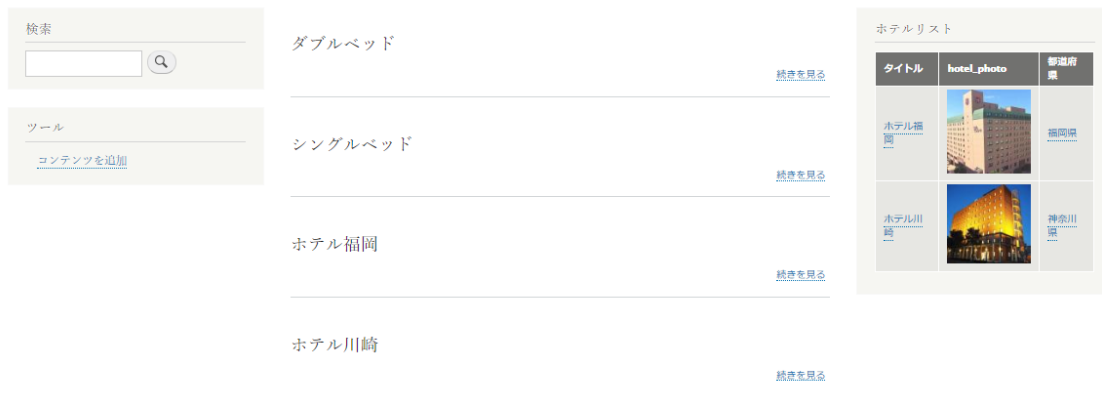 検索
ツール
コンテンツを追加
ダブルベッド
続きを見る
シングルベッド
続きを見る
ホテル福岡
続きを見る
ホテル川崎
続きを見る
ホテルリスト
タイトル
hotel_photo
都道府
県
ホテル福
岡
福岡県
ホテル川
崎
神奈川
県